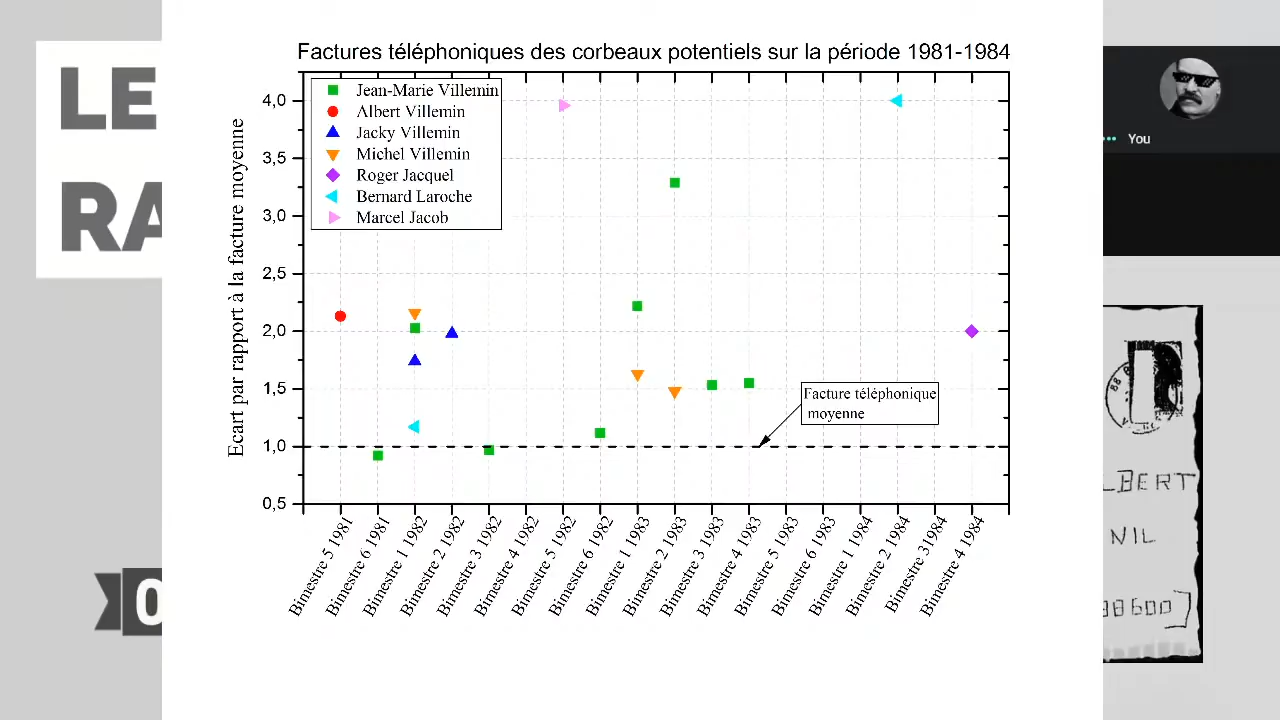 Factures téléphoniques des corbeaux potentiels sur la période 1981-1984
LE
RA
0
Ecart par rapport à la facture moyenne
4,0
3,5
3,0
2,5
2,0
1,5
1,0
0,5
Jean-Marie Villemin
Albert Villemin
Jacky Villemin
Michel Villemin
Roger Jacquel
Bernard Laroche
Marcel Jacob
Facture téléphonique
moyenne
Bimestre 5 1981
Bimestre 6 1981
Bimestre 1 1982
Bimestre 2 1982
Bimestre 3 1982
Bimestre 4 1982
Bimestre 5 1982
Bimestre 6 1982
Bimestre 1 1983
Bimestre 2 1983
Bimestre 3 1983
Bimestre 4 1983
Bimestre 5 1983
Bimestre 6 1983
Bimestre 1 1984
Bimestre 2 1984
Bimestre 31984
Bimestre 4 1984
You
LBERT
NIL
88600]